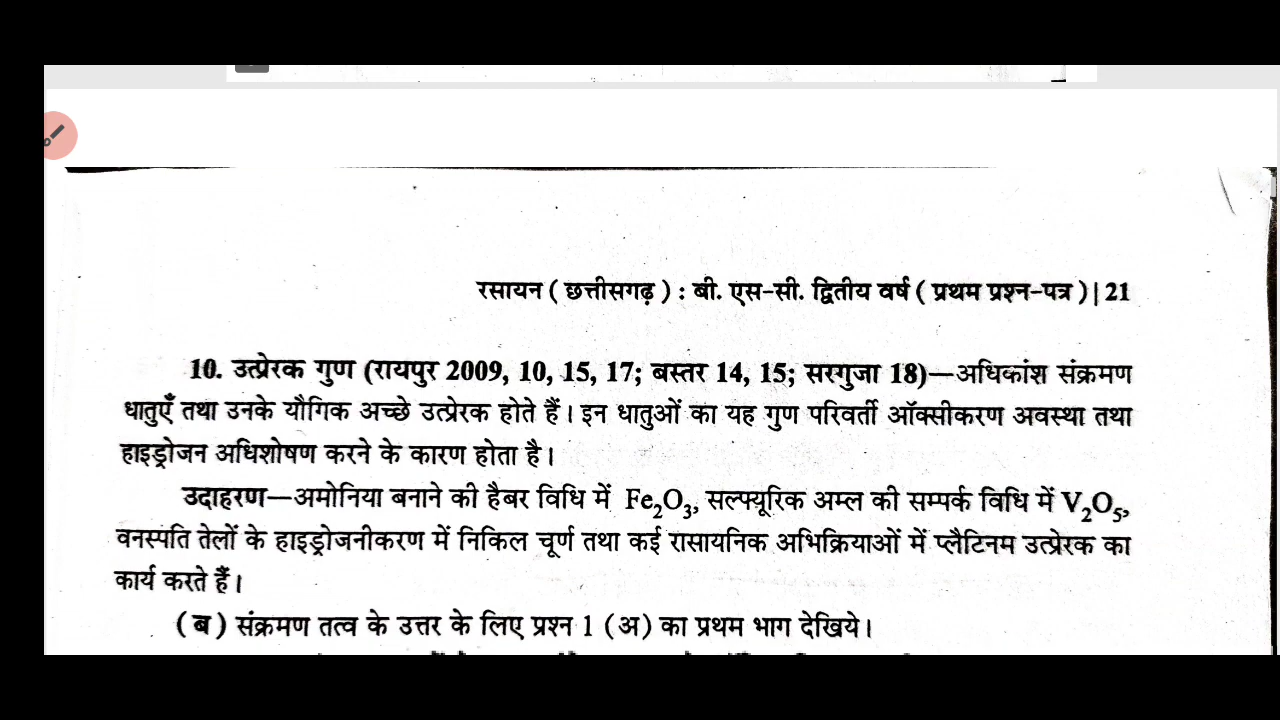 रसायन ( छत्तीसगढ़ ) : बी. एस-सी. द्वितीय वर्ष ( प्रथम प्रश्न-पत्र ) | 21
10. उत्प्रेरक गुण (रायपुर 2009, 10, 15, 17; बस्तर 14, 15; सरगुजा 18)—अधिकांश संक्रमण
धातुएँ तथा उनके यौगिक अच्छे उत्प्रेरक होते हैं। इन धातुओं का यह गुण परिवर्ती ऑक्सीकरण अवस्था तथा
हाइड्रोजन अधिशोषण करने के कारण होता है।
उदाहरण—अमोनिया बनाने की हैबर विधि में Fe₂O₃, सल्फ्यूरिक अम्ल की सम्पर्क विधि में V₂O₅,
वनस्पति तेलों के हाइड्रोजनीकरण में निकिल चूर्ण तथा कई रासायनिक अभिक्रियाओं में प्लैटिनम उत्प्रेरक का
कार्य करते हैं।
( ब ) संक्रमण तत्व के उत्तर के लिए प्रश्न 1 (अ) का प्रथम भाग देखिये।